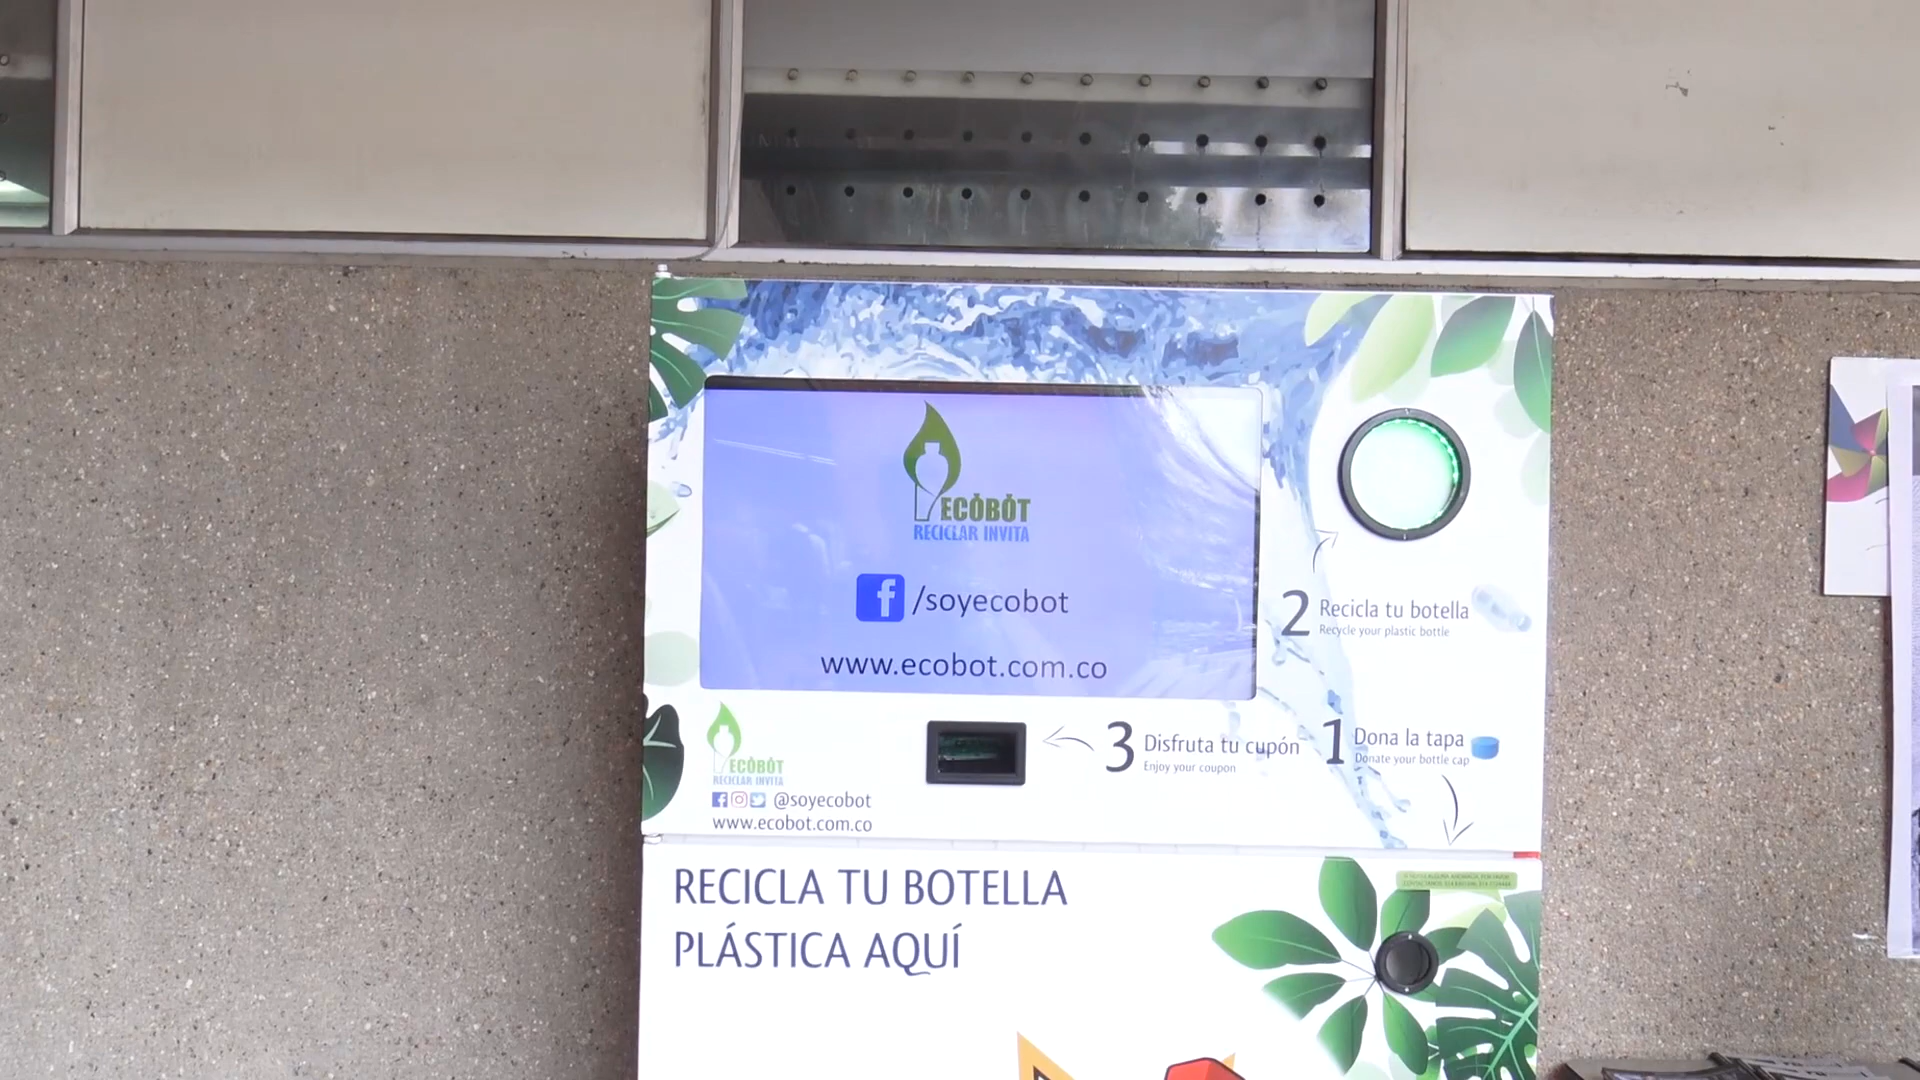 ECÒBÒT
RECICLAR INVITA
f /soyecobot
www.ecobot.com.co
2 Recicla tu botella
Recycle your plastic bottle
3 Disfruta tu cupón
Enjoy your coupon
1 Dona la tapa
Donate your bottle cap
ECÒBÒT
RECICLAR INVITA
@soyecobot
www.ecobot.com.co
RECICLA TU BOTELLA
PLÁSTICA AQUÍ